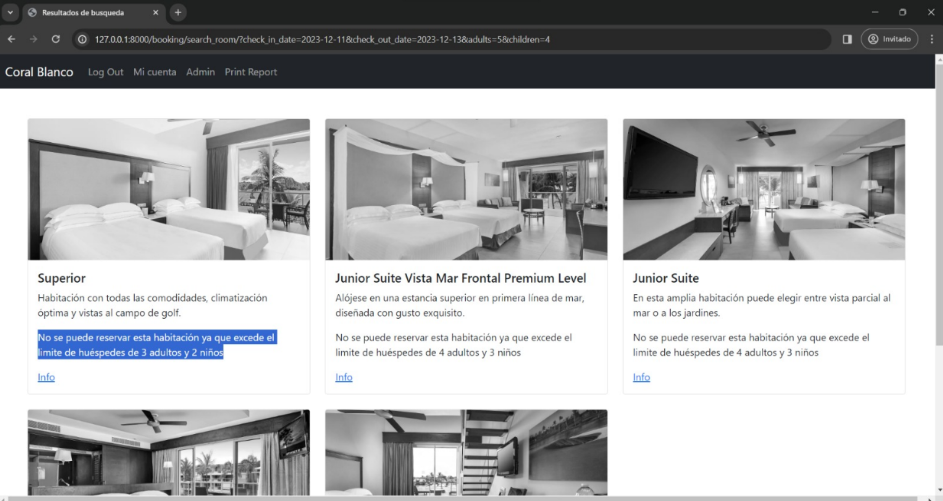 Resultados de busqueda
127.0.0.1:8000/booking/search_room/?check_in_date=2023-12-11&check_out_date=2023-12-13&adults=5&children=4
Invitado
Coral Blanco Log Out Mi cuenta Admin Print Report
Superior
Habitación con todas las comodidades, climatización
óptima y vistas al campo de golf.
No se puede reservar esta habitación ya que excede el
limite de huéspedes de 3 adultos y 2 niños
Info
Junior Suite Vista Mar Frontal Premium Level
Alójese en una estancia superior en primera línea de mar,
diseñada con gusto exquisito.
No se puede reservar esta habitación ya que excede el
limite de huéspedes de 4 adultos y 3 niños
Info
Junior Suite
En esta amplia habitación puede elegir entre vista parcial al
mar o a los jardines.
No se puede reservar esta habitación ya que excede el
limite de huéspedes de 4 adultos y 3 niños
Info